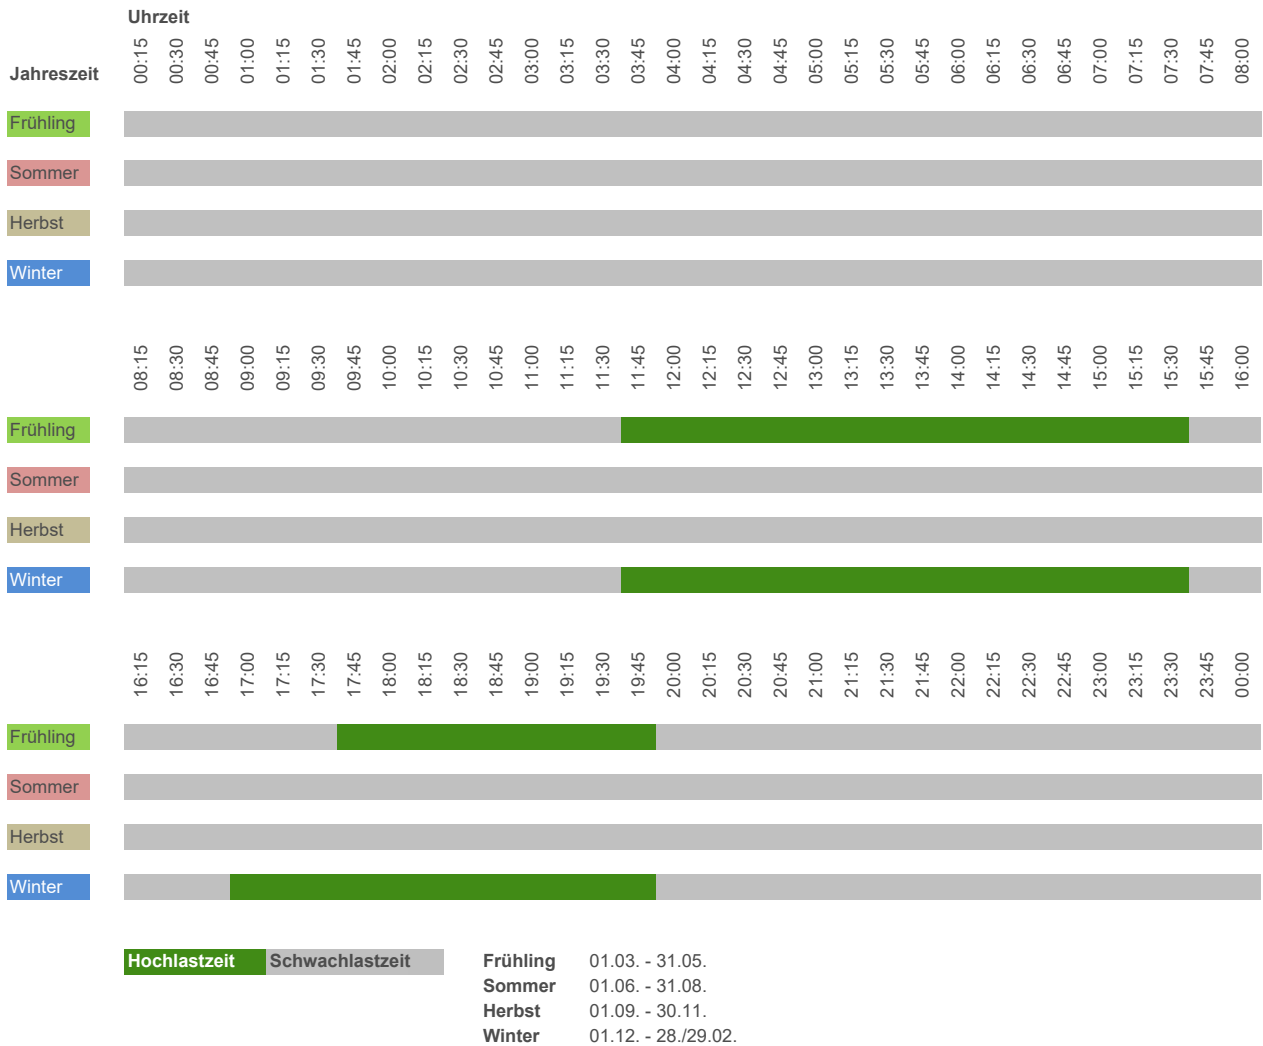 Uhrzeit
Jahreszeit 00:15 00:30 00:45 01:00 01:15 01:30 01:45 02:00 02:15 02:30 02:45 03:00 03:15 03:30 03:45 04:00 04:15 04:30 04:45 05:00 05:15 05:30 05:45 06:00 06:15 06:30 06:45 07:00 07:15 07:30 07:45 08:00
Frühling
Sommer
Herbst
Winter
08:15 08:30 08:45 09:00 09:15 09:30 09:45 10:00 10:15 10:30 10:45 11:00 11:15 11:30 11:45 12:00 12:15 12:30 12:45 13:00 13:15 13:30 13:45 14:00 14:15 14:30 14:45 15:00 15:15 15:30 15:45 16:00
Frühling
Sommer
Herbst
Winter
16:15 16:30 16:45 17:00 17:15 17:30 17:45 18:00 18:15 18:30 18:45 19:00 19:15 19:30 19:45 20:00 20:15 20:30 20:45 21:00 21:15 21:30 21:45 22:00 22:15 22:30 22:45 23:00 23:15 23:30 23:45 00:00
Frühling
Sommer
Herbst
Winter
Hochlastzeit Schwachlastzeit Frühling 01.03. - 31.05.
Sommer 01.06. - 31.08.
Herbst 01.09. - 30.11.
Winter 01.12. - 28./29.02.